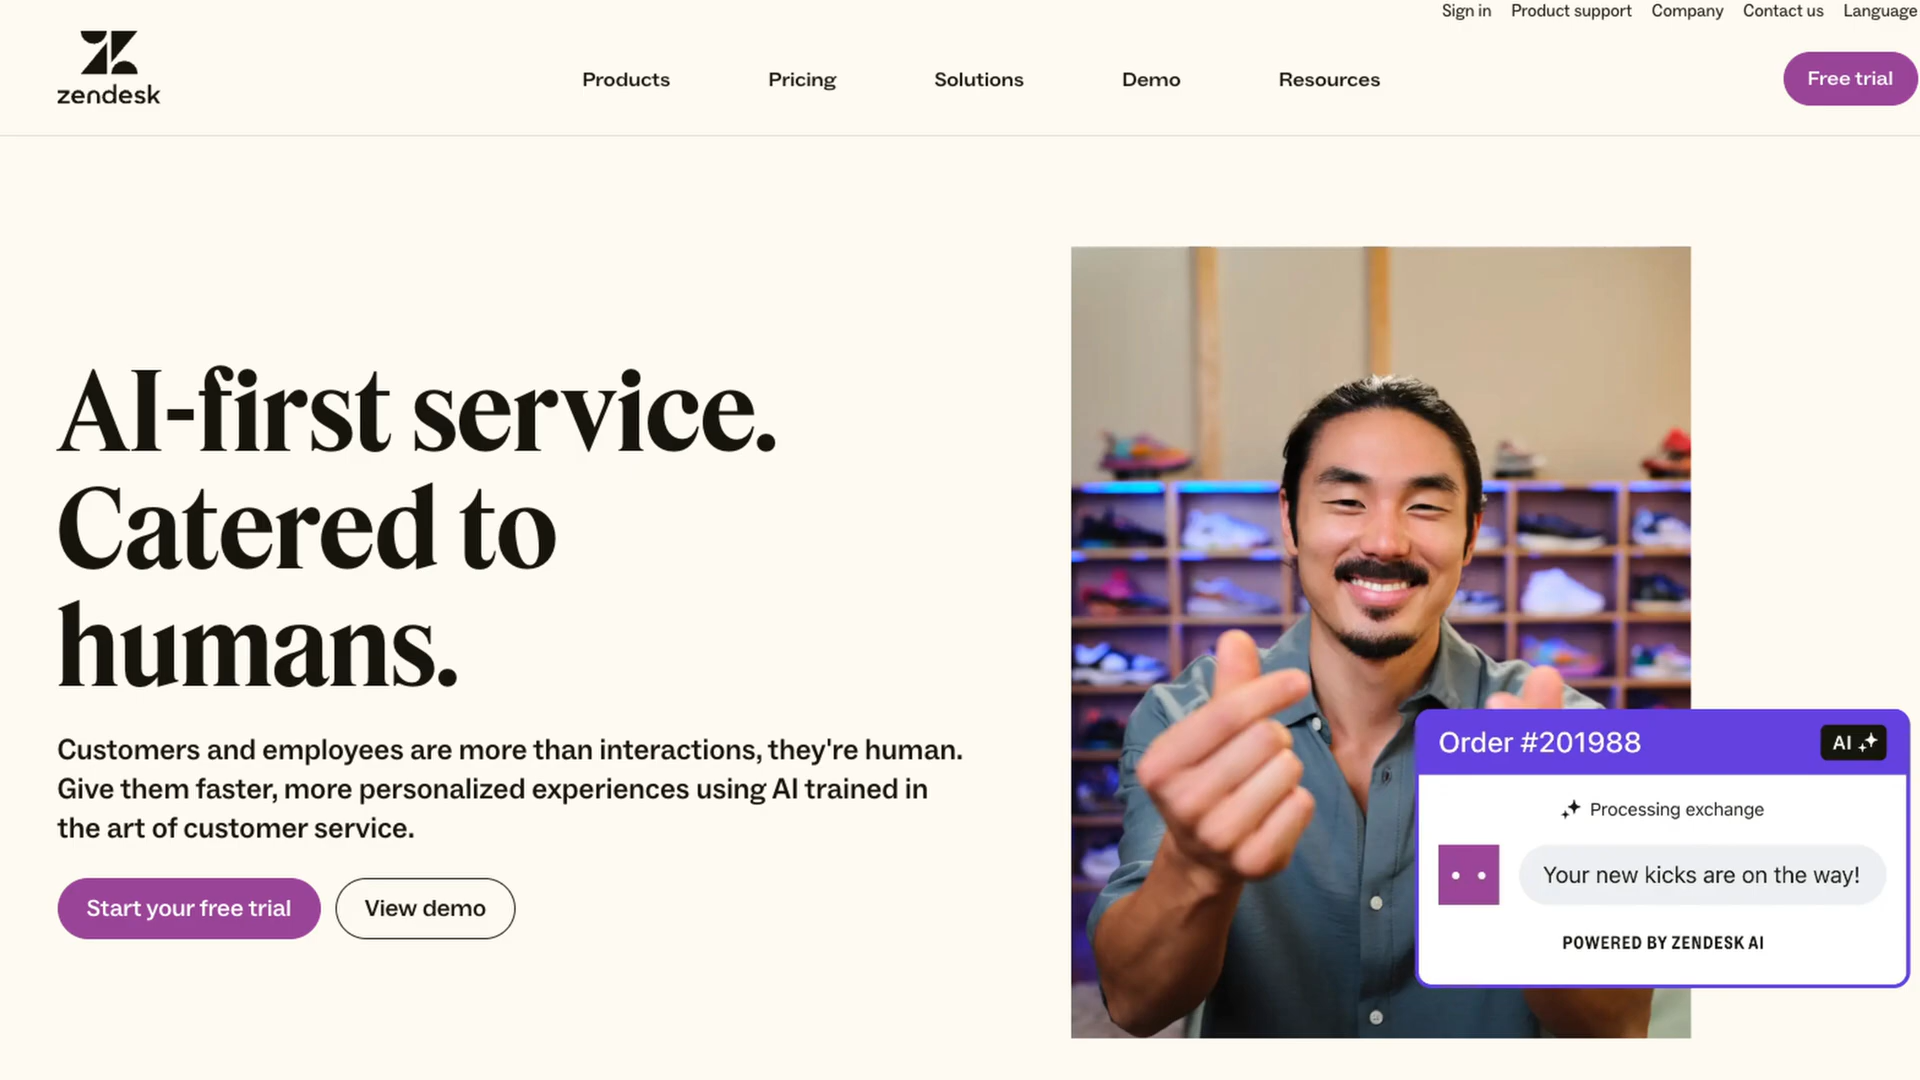 Sign in Product support Company Contact us Language
zendesk
Products Pricing Solutions Demo Resources
Free trial
AI-first service.
Catered to
humans.
Customers and employees are more than interactions, they're human.
Give them faster, more personalized experiences using AI trained in
the art of customer service.
Start your free trial View demo
Order #201988 AI
Processing exchange
Your new kicks are on the way!
POWERED BY ZENDESK AI